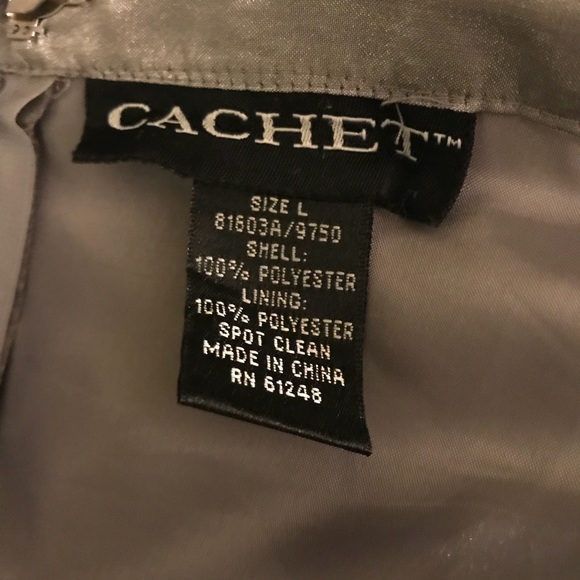 CACHET™
SIZE L
81603A/9750
SHELL:
100% POLYESTER
LINING:
100% POLYESTER
SPOT CLEAN
MADE IN CHINA
RN 61248